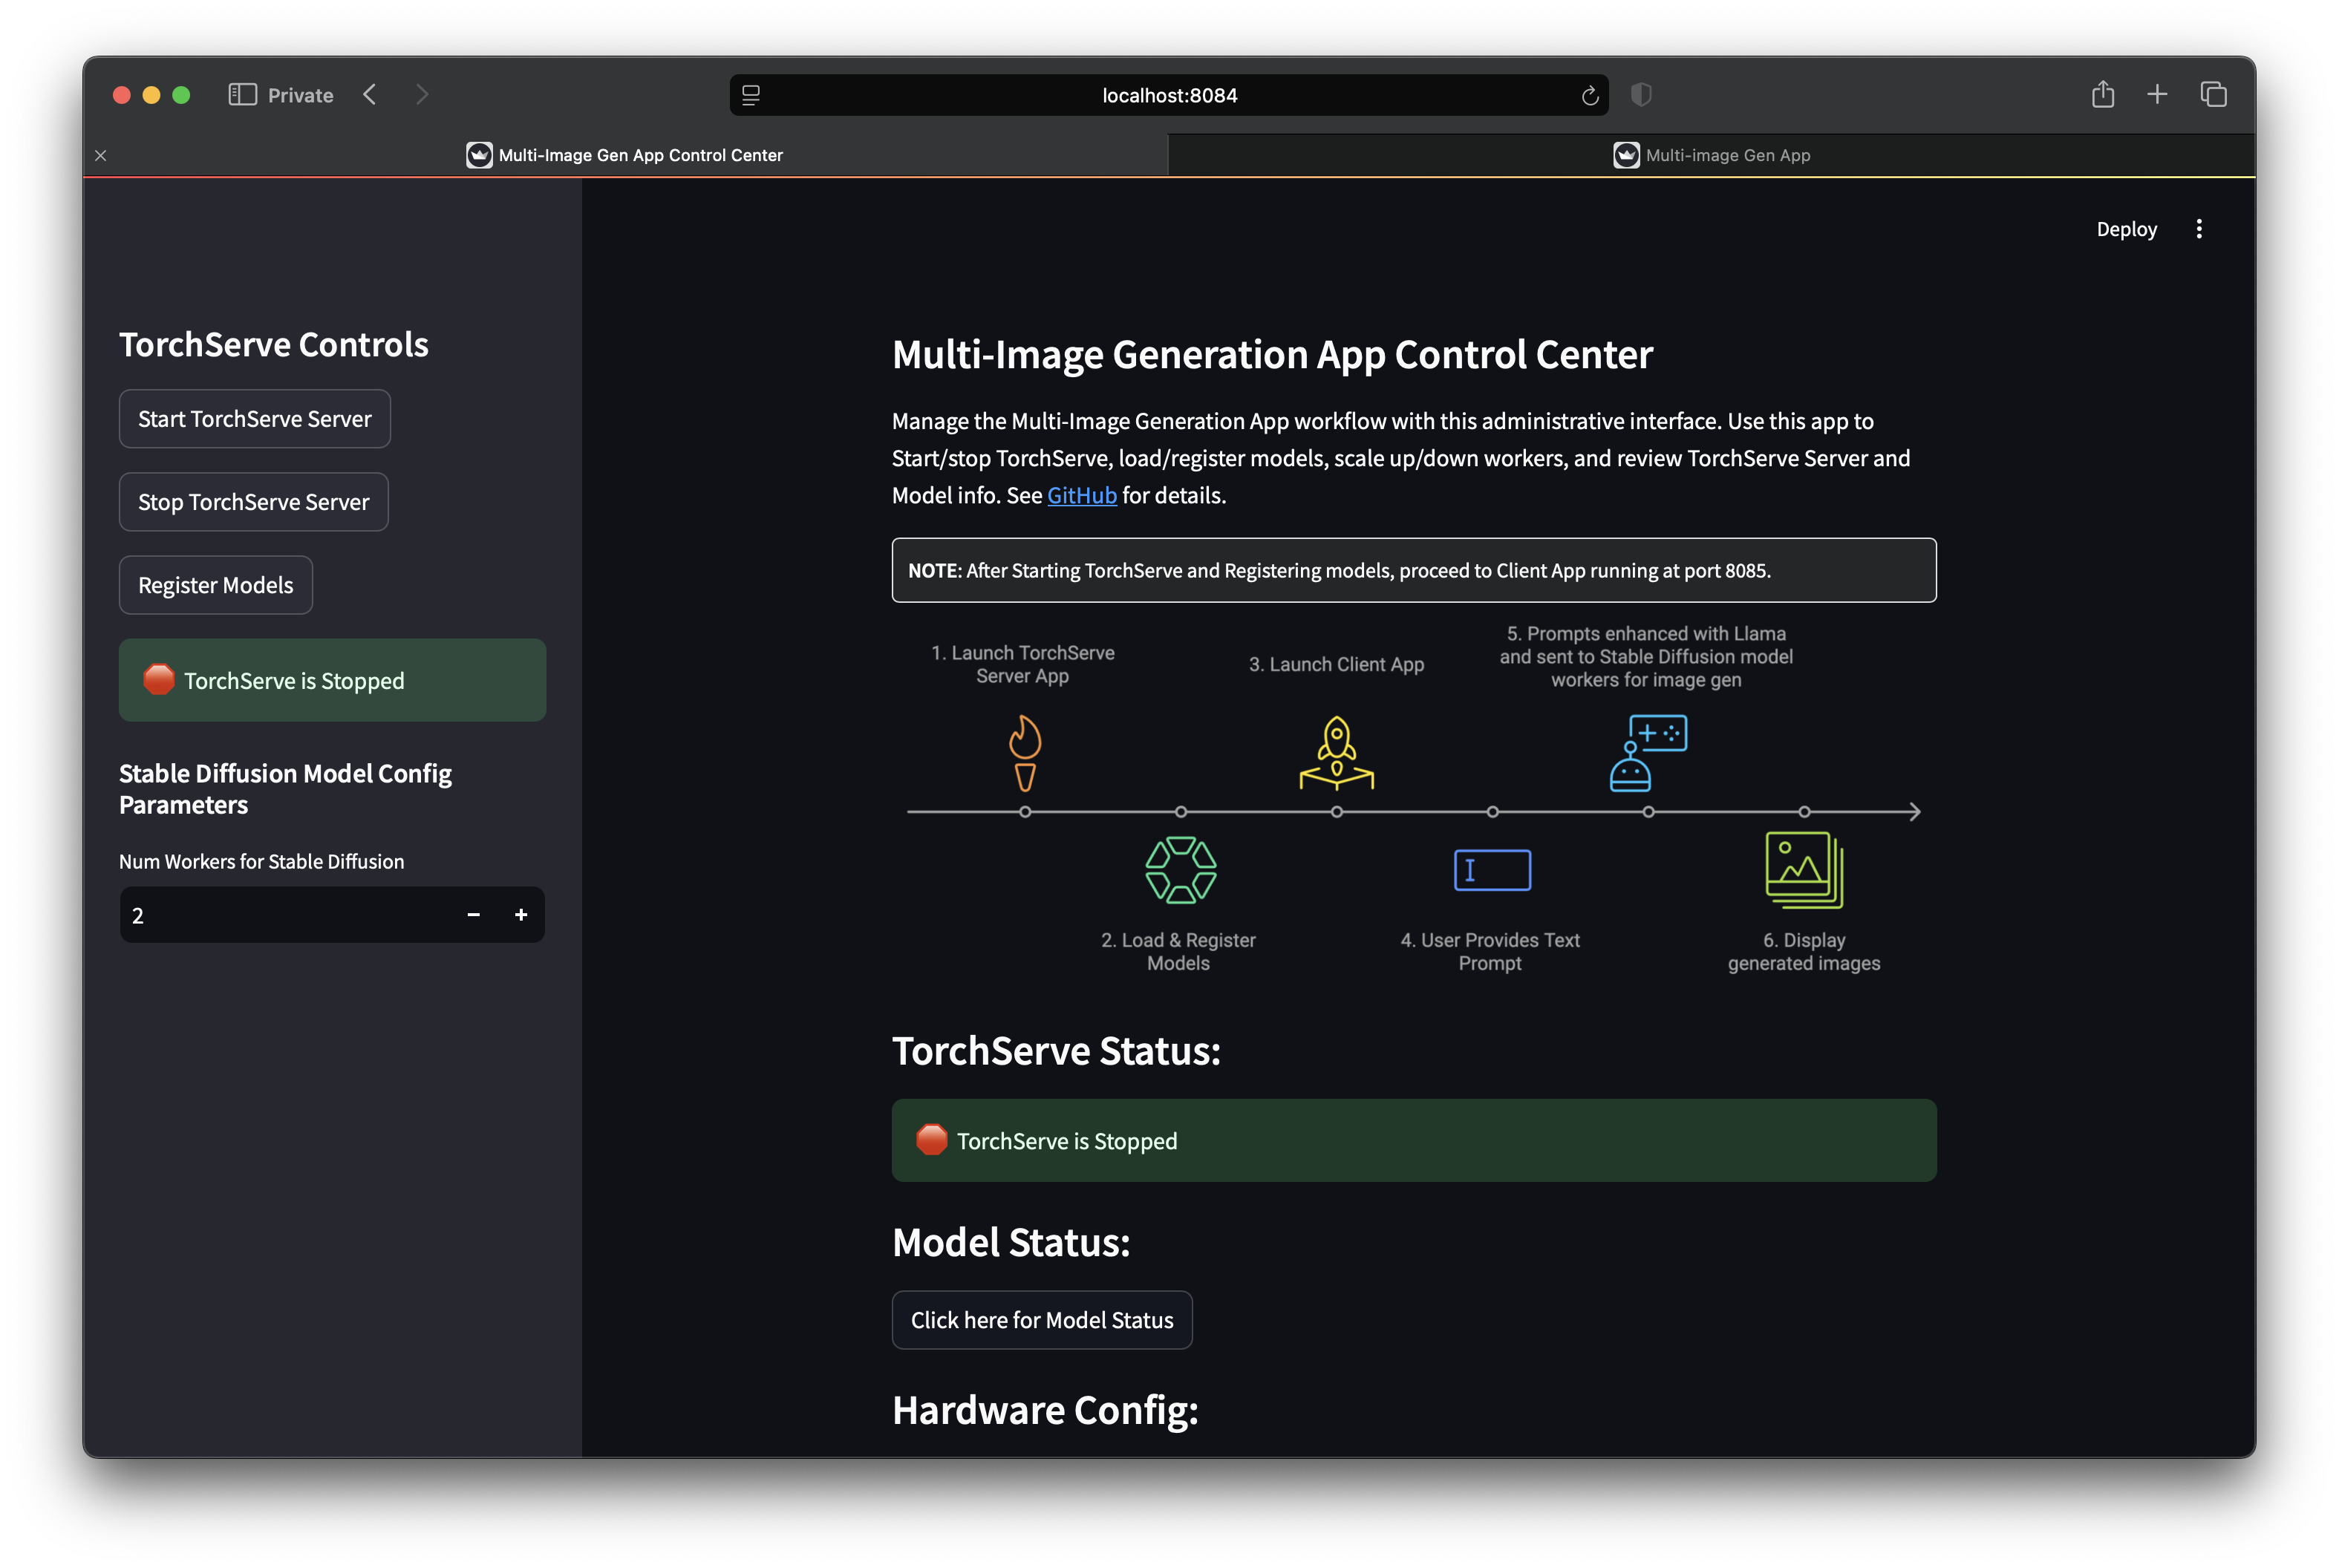 Private
localhost:8084
Multi-Image Gen App Control Center
Multi-image Gen App
Deploy
TorchServe Controls
Start TorchServe Server
Stop TorchServe Server
Register Models
TorchServe is Stopped
Stable Diffusion Model Config
Parameters
Num Workers for Stable Diffusion
2
Multi-Image Generation App Control Center
Manage the Multi-Image Generation App workflow with this administrative interface. Use this app to
Start/stop TorchServe, load/register models, scale up/down workers, and review TorchServe Server and
Model info. See GitHub for details.
NOTE: After Starting TorchServe and Registering models, proceed to Client App running at port 8085.
1. Launch TorchServe
Server App
3. Launch Client App
5. Prompts enhanced with Llama
and sent to Stable Diffusion model
workers for image gen
2. Load & Register
Models
4. User Provides Text
Prompt
6. Display
generated images
TorchServe Status:
TorchServe is Stopped
Model Status:
Click here for Model Status
Hardware Config: